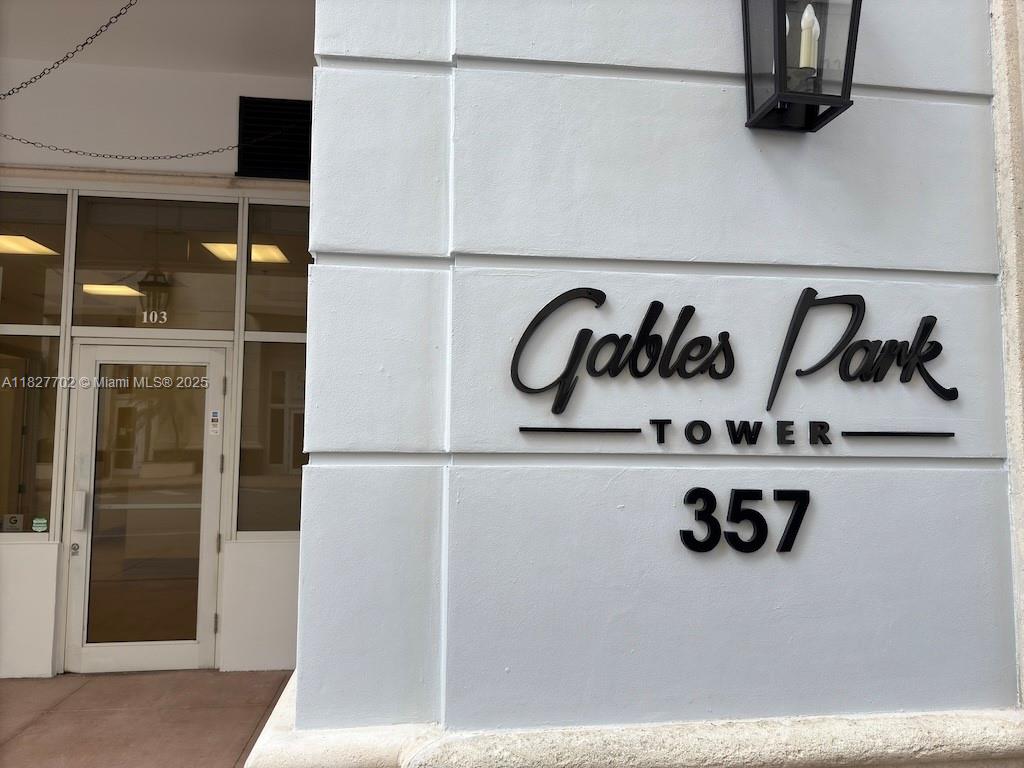 103
A11827702 © Miami MLS® 2025
Gables Park
TOWER
357